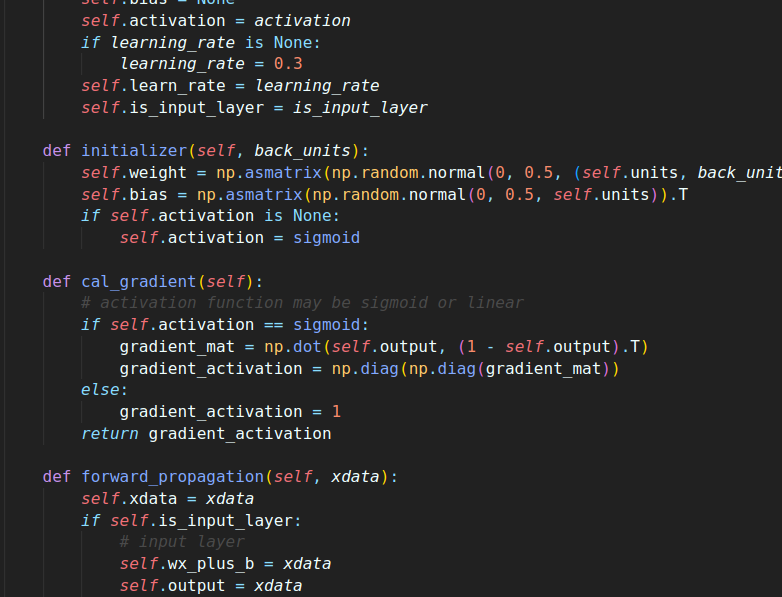 self.bias = None
self.activation = activation
if learning_rate is None:
learning_rate = 0.3
self.learn_rate = learning_rate
self.is_input_layer = is_input_layer
def initializer(self, back_units):
self.weight = np.asmatrix(np.random.normal(0, 0.5, (self.units, back_unit
self.bias = np.asmatrix(np.random.normal(0, 0.5, self.units)).T
if self.activation is None:
self.activation = sigmoid
def cal_gradient(self):
# activation function may be sigmoid or linear
if self.activation == sigmoid:
gradient_mat = np.dot(self.output, (1 - self.output).T)
gradient_activation = np.diag(np.diag(gradient_mat))
else:
gradient_activation = 1
return gradient_activation
def forward_propagation(self, xdata):
self.xdata = xdata
if self.is_input_layer:
# input layer
self.wx_plus_b = xdata
self.output = xdata